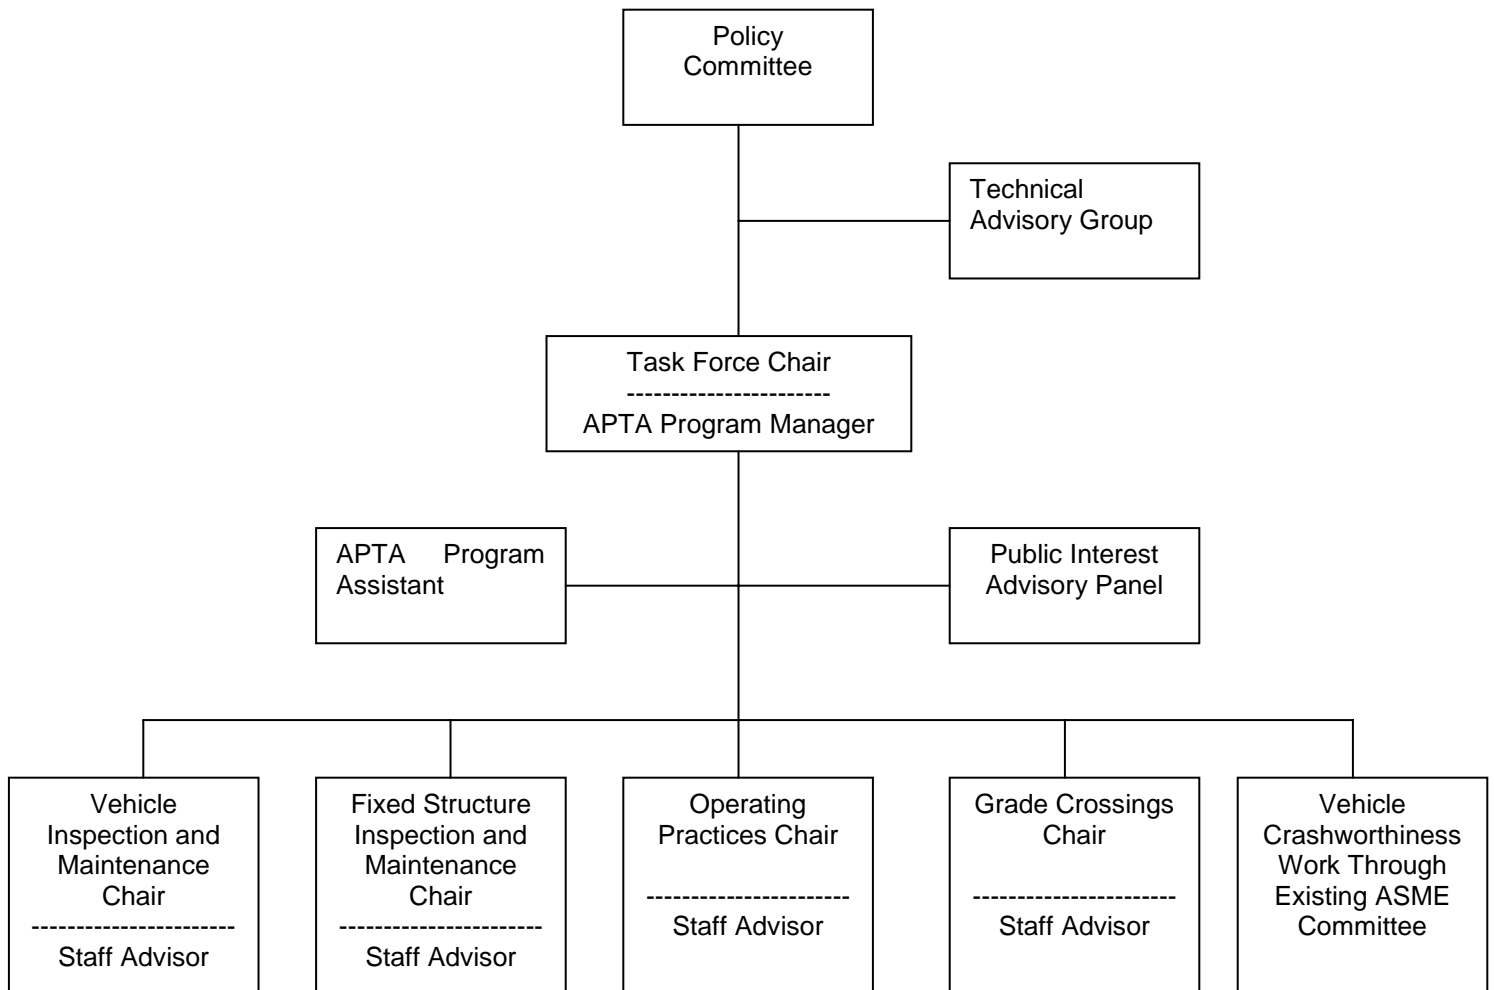 Policy
Committee
Technical
Advisory Group
Task Force Chair
-----------------------
APTA Program Manager
APTA Program
Assistant
Public Interest
Advisory Panel
Vehicle
Inspection and
Maintenance
Chair
-----------------------
Staff Advisor
Fixed Structure
Inspection and
Maintenance
Chair
-----------------------
Staff Advisor
Operating
Practices Chair
-----------------------
Staff Advisor
Grade Crossings
Chair
-----------------------
Staff Advisor
Vehicle
Crashworthiness
Work Through
Existing ASME
Committee